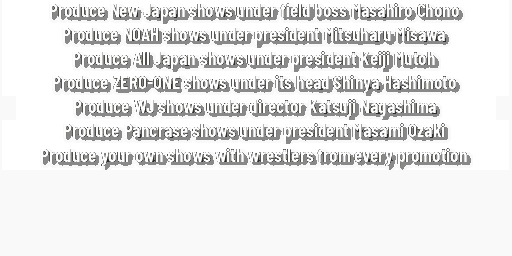 Produce New Japan shows under field boss Masahiro Chono
Produce NOAH shows under president Mitsuharu Misawa
Produce All Japan shows under president Keiji Mutoh
Produce ZERO-ONE shows under its head Shinya Hashimoto
Produce WJ shows under director Katsuji Nagashima
Produce Pancrase shows under president Masami Ozaki
Produce your own shows with wrestlers from every promotion